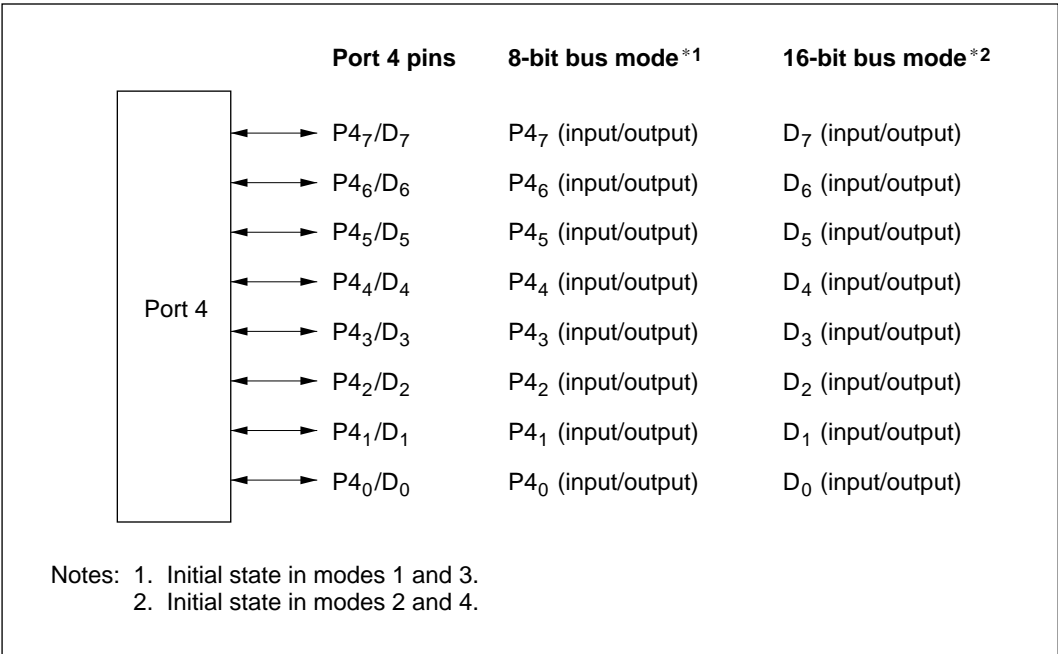 Port 4 pins 8-bit bus mode*1 16-bit bus mode*2
P4₇/D₇ P4₇ (input/output) D₇ (input/output)
P4₆/D₆ P4₆ (input/output) D₆ (input/output)
P4₅/D₅ P4₅ (input/output) D₅ (input/output)
P4₄/D₄ P4₄ (input/output) D₄ (input/output)
Port 4
P4₃/D₃ P4₃ (input/output) D₃ (input/output)
P4₂/D₂ P4₂ (input/output) D₂ (input/output)
P4₁/D₁ P4₁ (input/output) D₁ (input/output)
P4₀/D₀ P4₀ (input/output) D₀ (input/output)
Notes: 1. Initial state in modes 1 and 3.
2. Initial state in modes 2 and 4.